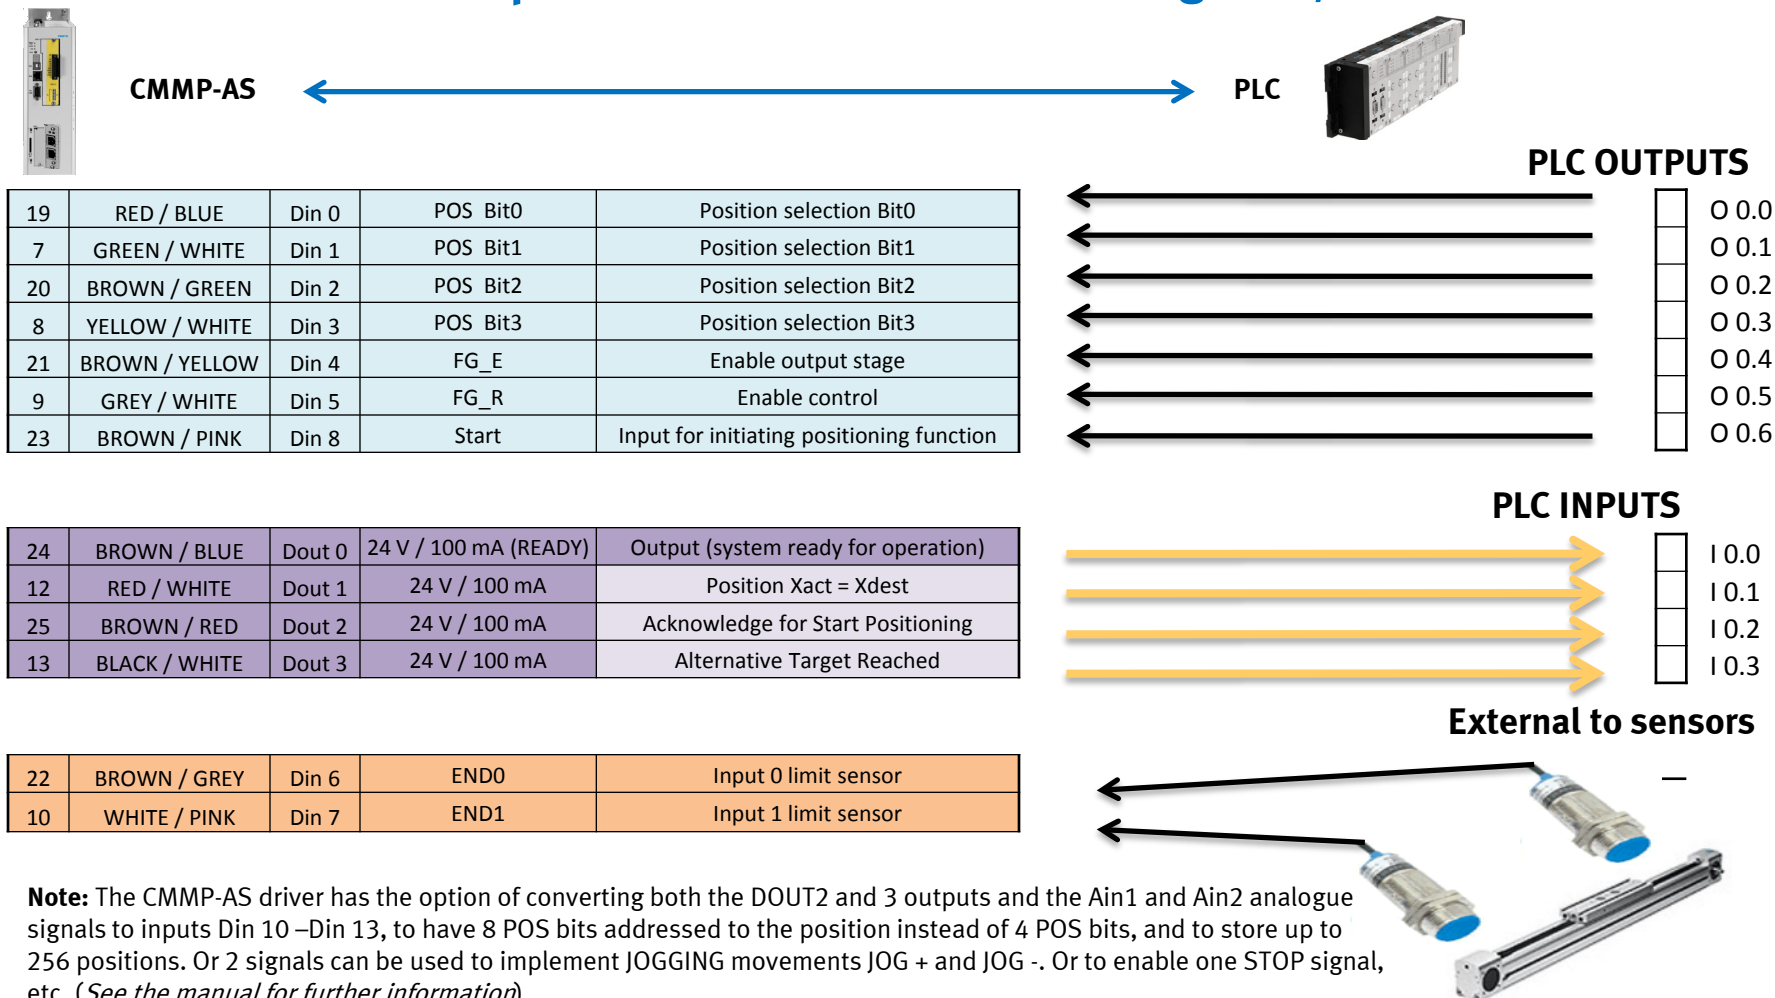 CMMP-AS
PLC
PLC OUTPUTS
19 RED / BLUE Din 0 POS Bit0 Position selection Bit0 O 0.0
7 GREEN / WHITE Din 1 POS Bit1 Position selection Bit1 O 0.1
20 BROWN / GREEN Din 2 POS Bit2 Position selection Bit2 O 0.2
8 YELLOW / WHITE Din 3 POS Bit3 Position selection Bit3 O 0.3
21 BROWN / YELLOW Din 4 FG_E Enable output stage O 0.4
9 GREY / WHITE Din 5 FG_R Enable control O 0.5
23 BROWN / PINK Din 8 Start Input for initiating positioning function O 0.6
PLC INPUTS
24 BROWN / BLUE Dout 0 24 V / 100 mA (READY) Output (system ready for operation) I 0.0
12 RED / WHITE Dout 1 24 V / 100 mA Position Xact = Xdest I 0.1
25 BROWN / RED Dout 2 24 V / 100 mA Acknowledge for Start Positioning I 0.2
13 BLACK / WHITE Dout 3 24 V / 100 mA Alternative Target Reached I 0.3
External to sensors
22 BROWN / GREY Din 6 END0 Input 0 limit sensor
10 WHITE / PINK Din 7 END1 Input 1 limit sensor
Note: The CMMP-AS driver has the option of converting both the DOUT2 and 3 outputs and the Ain1 and Ain2 analogue
signals to inputs Din 10 –Din 13, to have 8 POS bits addressed to the position instead of 4 POS bits, and to store up to
256 positions. Or 2 signals can be used to implement JOGGING movements JOG + and JOG -. Or to enable one STOP signal,
etc. (See the manual for further information)